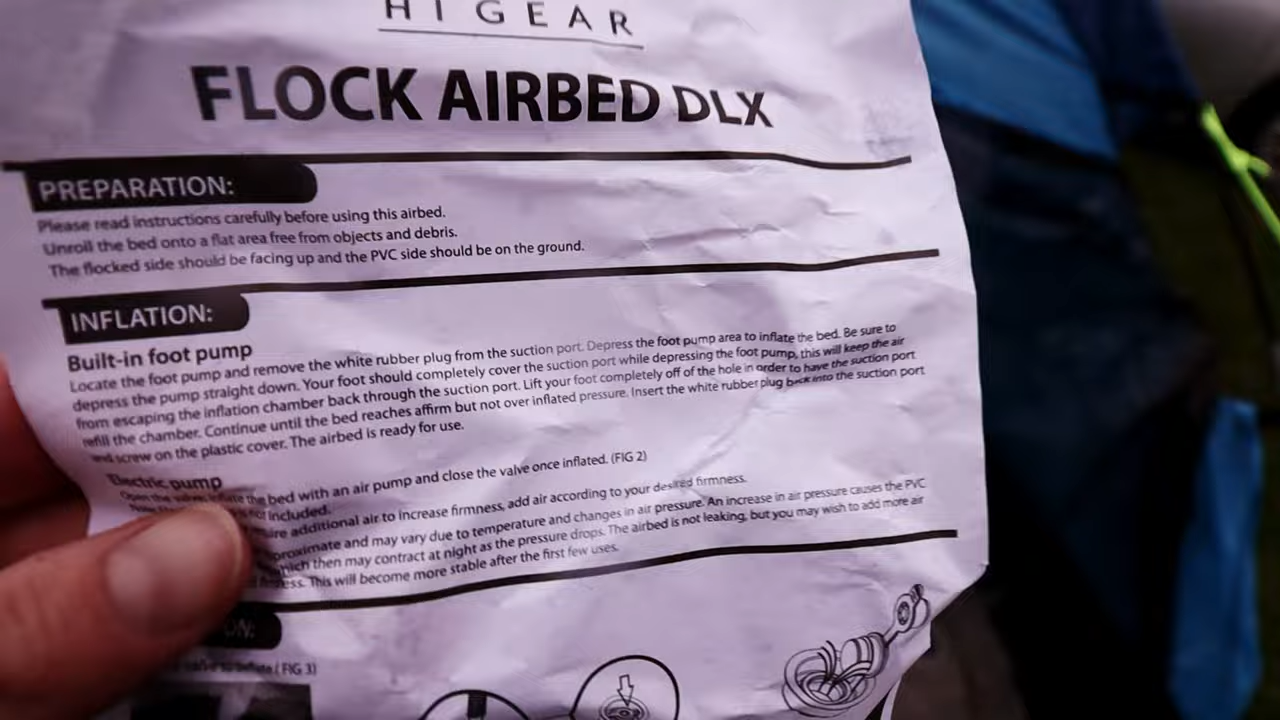 HI GEAR
FLOCK AIRBED DLX
PREPARATION:
Please read instructions carefully before using this airbed.
Unroll the bed onto a flat area free from objects and debris.
The flocked side should be facing up and the PVC side should be on the ground.
INFLATION:
Built-in foot pump
Locate the foot pump and remove the white rubber plug from the suction port. Depress the foot pump area to inflate the bed. Be sure to
depress the pump straight down. Your foot should completely cover the suction port while depressing the foot pump, this will keep the air
from escaping the inflation chamber back through the suction port. Lift your foot completely off of the hole in order to have the suction port
refill the chamber. Continue until the bed reaches affirm but not over inflated pressure. Insert the white rubber plug back into the suction port
and screw on the plastic cover. The airbed is ready for use.
Electric pump
Open the valve, inflate the bed with an air pump and close the valve once inflated. (FIG 2)
not included.
additional air to increase firmness, add air according to your desired firmness.
and may vary due to temperature and changes in air pressure. An increase in air pressure causes the PVC
which then may contract at night as the pressure drops. The airbed is not leaking, but you may wish to add more air
This will become more stable after the first few uses.
valve to deflate ( FIG 3)